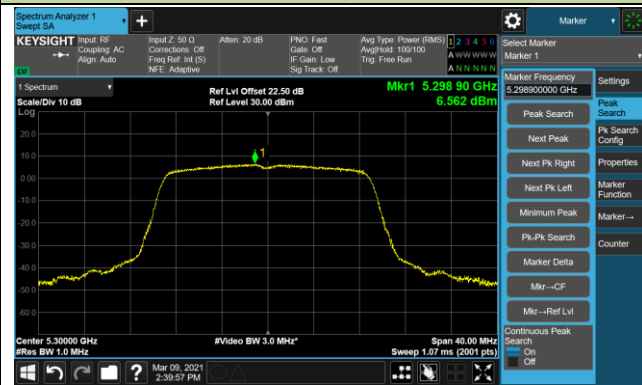 Spectrum Analyzer 1
Swept SA
Marker
KEYSIGHT
Input: RF
Coupling: AC
Align: Auto
Input Z: 50 Ω
Corrections: Off
Freq Ref: Int (S)
NFE: Adaptive
Atten: 20 dB
PNO: Fast
Gate: Off
IF Gain: Low
Sig Track: Off
Avg Type: Power (RMS)
Avg|Hold: 100/100
Trig: Free Run
1 2 3 4 5 6
A W W W W W
A N N N N N
LXI
Select Marker
Marker 1
1 Spectrum
Scale/Div 10 dB
Log
Ref Lvl Offset 22.50 dB
Ref Level 30.00 dBm
Mkr1 5.298 90 GHz
6.562 dBm
20.0
10.0
0.00
-10.0
-20.0
-30.0
-40.0
-50.0
-60.0
1
Center 5.30000 GHz
#Res BW 1.0 MHz
#Video BW 3.0 MHz*
Span 40.00 MHz
Sweep 1.07 ms (2001 pts)
Marker Frequency
5.298900000 GHz
Peak Search
Next Peak
Next Pk Right
Next Pk Left
Minimum Peak
Pk-Pk Search
Marker Delta
Mkr→CF
Mkr→Ref Lvl
Continuous Peak
Search
On
Off
Settings
Peak
Search
Pk Search
Config
Properties
Marker
Function
Marker→
Counter
?
Mar 09, 2021
2:39:57 PM